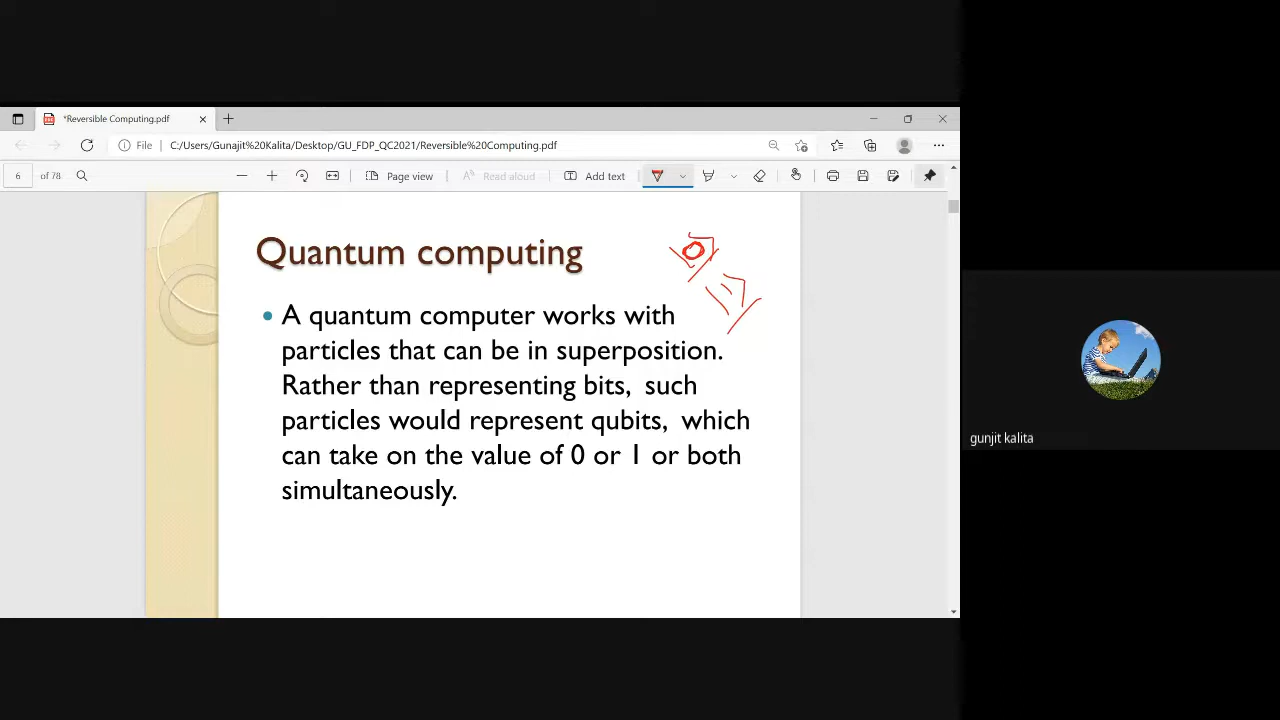 *Reversible Computing.pdf
File C:/Users/Gunajit%20Kalita/Desktop/GU_FDP_QC2021/Reversible%20Computing.pdf
6 of 78 Page view Read aloud Add text
Quantum computing
|0⟩
|1⟩
• A quantum computer works with
particles that can be in superposition.
Rather than representing bits, such
particles would represent qubits, which
can take on the value of 0 or 1 or both
simultaneously.
gunjit kalita